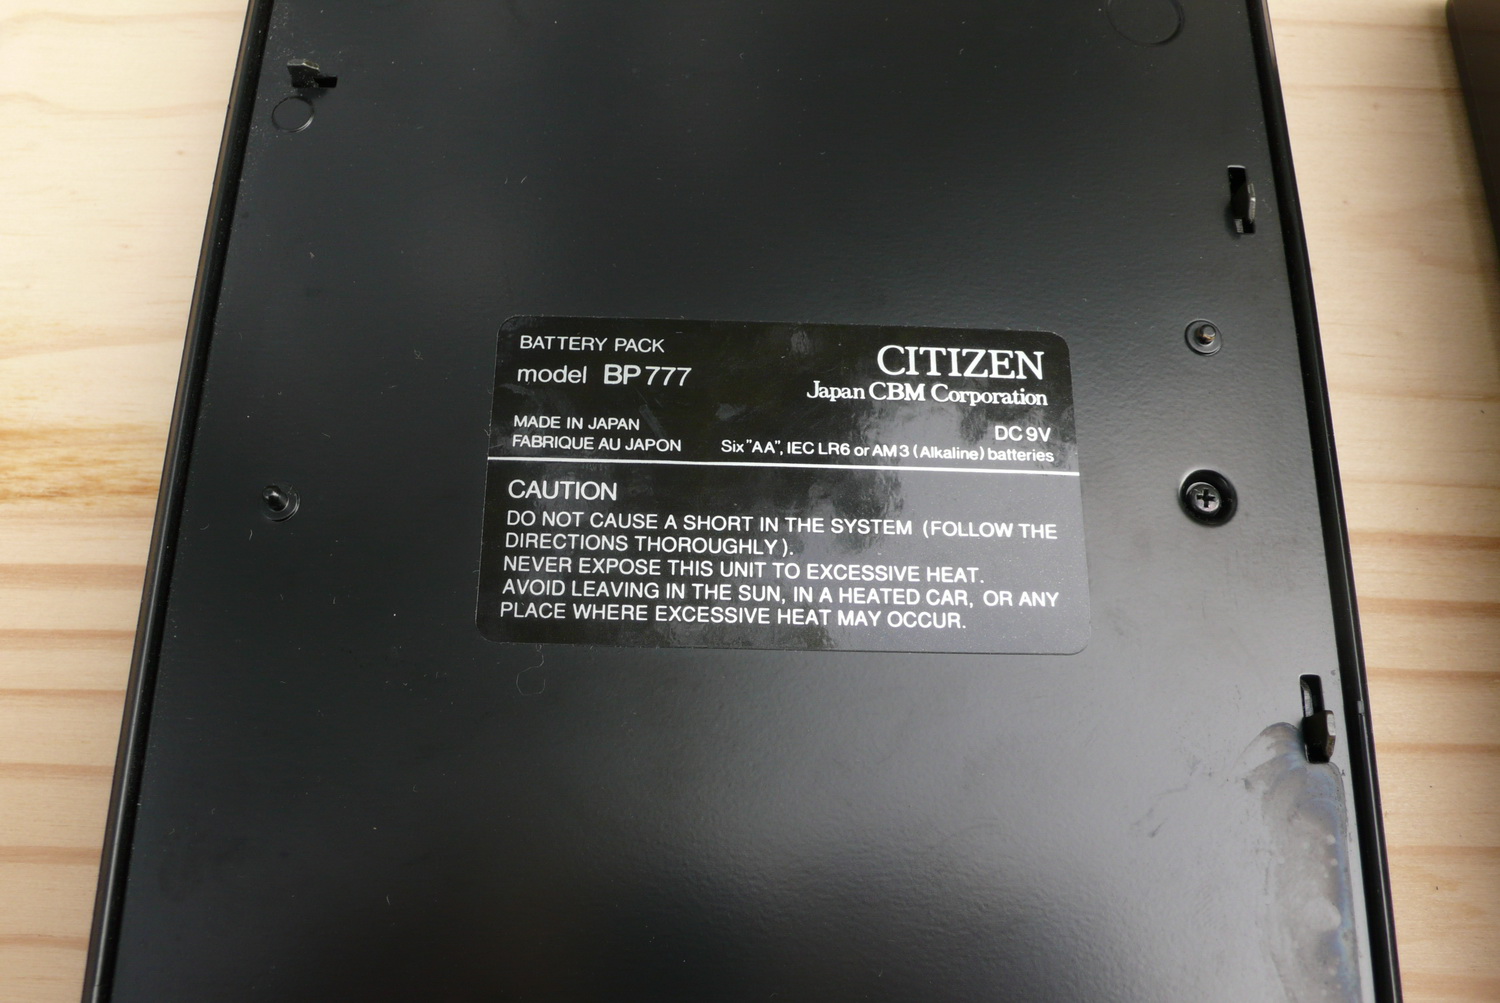 BATTERY PACK
model BP777
CITIZEN
Japan CBM Corporation
MADE IN JAPAN
FABRIQUE AU JAPON
DC 9V
Six "AA", IEC LR6 or AM3 (Alkaline) batteries
CAUTION
DO NOT CAUSE A SHORT IN THE SYSTEM (FOLLOW THE
DIRECTIONS THOROUGHLY).
NEVER EXPOSE THIS UNIT TO EXCESSIVE HEAT.
AVOID LEAVING IN THE SUN, IN A HEATED CAR, OR ANY
PLACE WHERE EXCESSIVE HEAT MAY OCCUR.